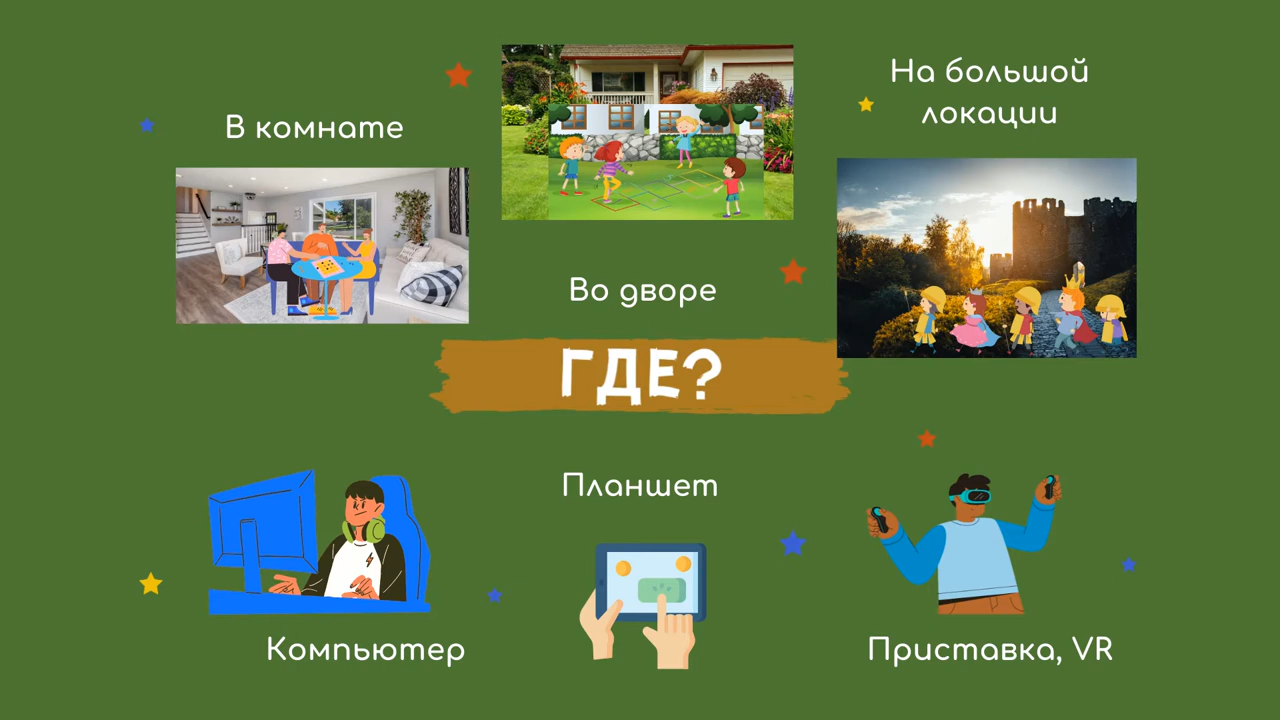 В комнате
На большой
локации
Во дворе
ГДЕ?
Планшет
Компьютер
Приставка, VR